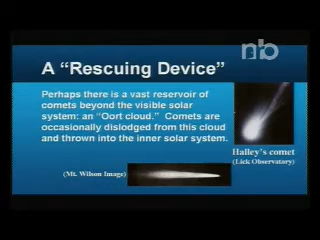 nb
A “Rescuing Device”
Perhaps there is a vast reservoir of
comets beyond the visible solar
system: an “Oort cloud.” Comets are
occasionally dislodged from this cloud
and thrown into the inner solar system.
Halley's comet
(Lick Observatory)
(Mt. Wilson Image)